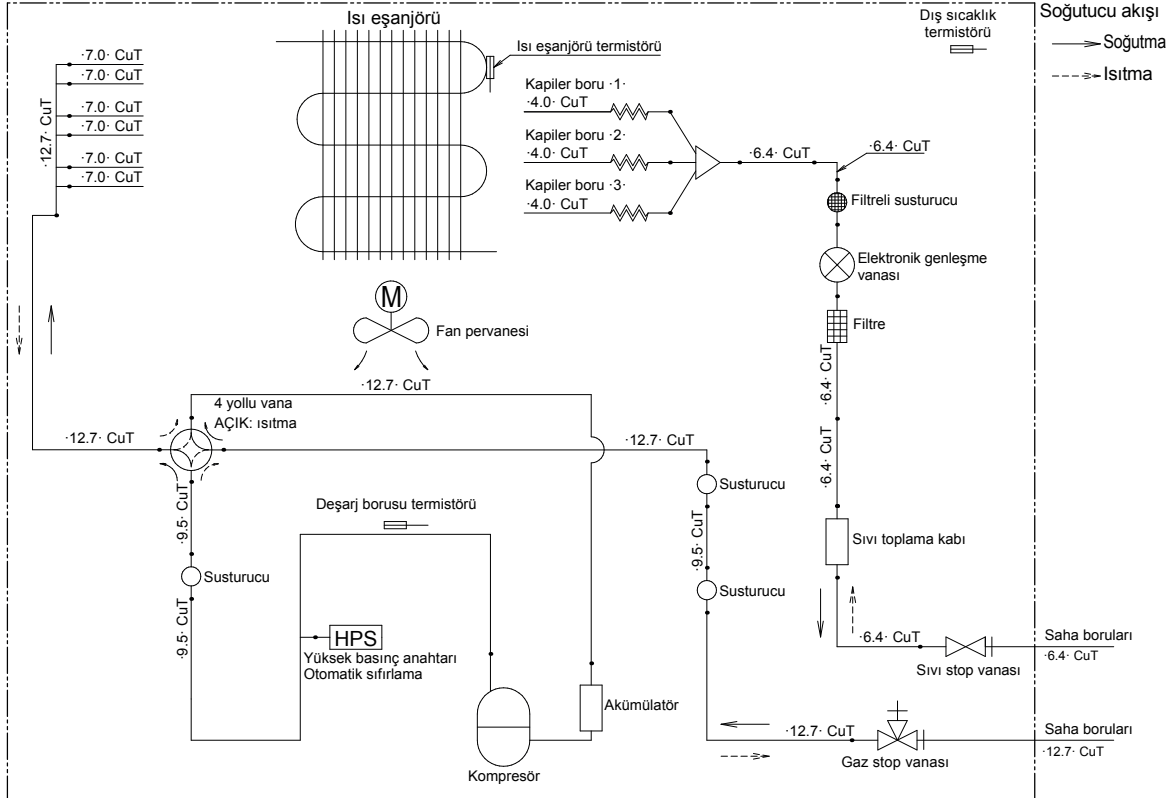 Isı eşanjörü
Dış sıcaklık
termistörü
Soğutucu akışı
Soğutma
Isıtma
·7.0· CuT
·7.0· CuT
·7.0· CuT
·7.0· CuT
·7.0· CuT
·7.0· CuT
·12.7· CuT
Isı eşanjörü termistörü
Kapiler boru ·1·
·4.0· CuT
Kapiler boru ·2·
·4.0· CuT
Kapiler boru ·3·
·4.0· CuT
·6.4· CuT
·6.4· CuT
Filtreli susturucu
Elektronik genleşme
vanası
Filtre
·6.4· CuT
·6.4· CuT
M
Fan pervanesi
·12.7· CuT
4 yollu vana
AÇIK: ısıtma
·12.7· CuT
·12.7· CuT
·9.5· CuT
Susturucu
·9.5· CuT
Deşarj borusu termistörü
HPS
Yüksek basınç anahtarı
Otomatik sıfırlama
Kompresör
Akümülatör
Susturucu
·9.5· CuT
Susturucu
Sıvı toplama kabı
·6.4· CuT
Sıvı stop vanası
Saha boruları
·6.4· CuT
·12.7· CuT
Gaz stop vanası
Saha boruları
·12.7· CuT